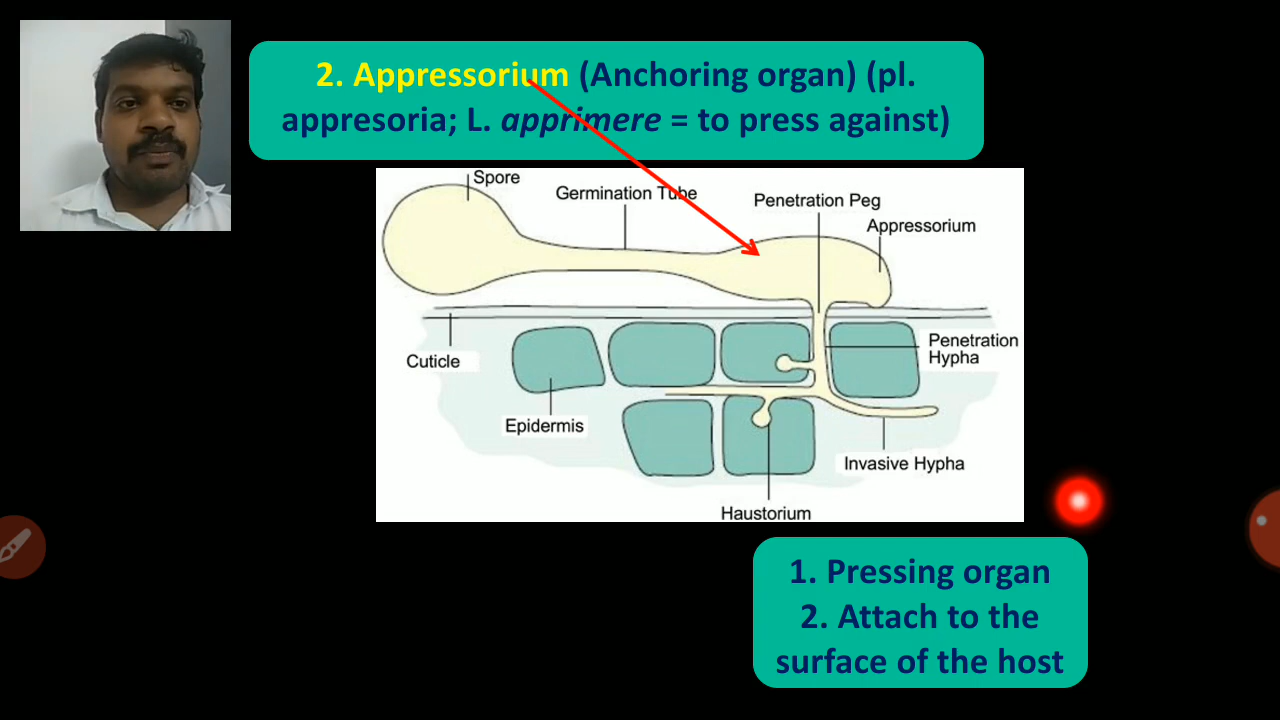 2. Appressorium (Anchoring organ) (pl.
appresoria; L. apprimere = to press against)
Spore
Germination Tube
Penetration Peg
Appressorium
Cuticle
Penetration
Hypha
Epidermis
Invasive Hypha
Haustorium
1. Pressing organ
2. Attach to the
surface of the host